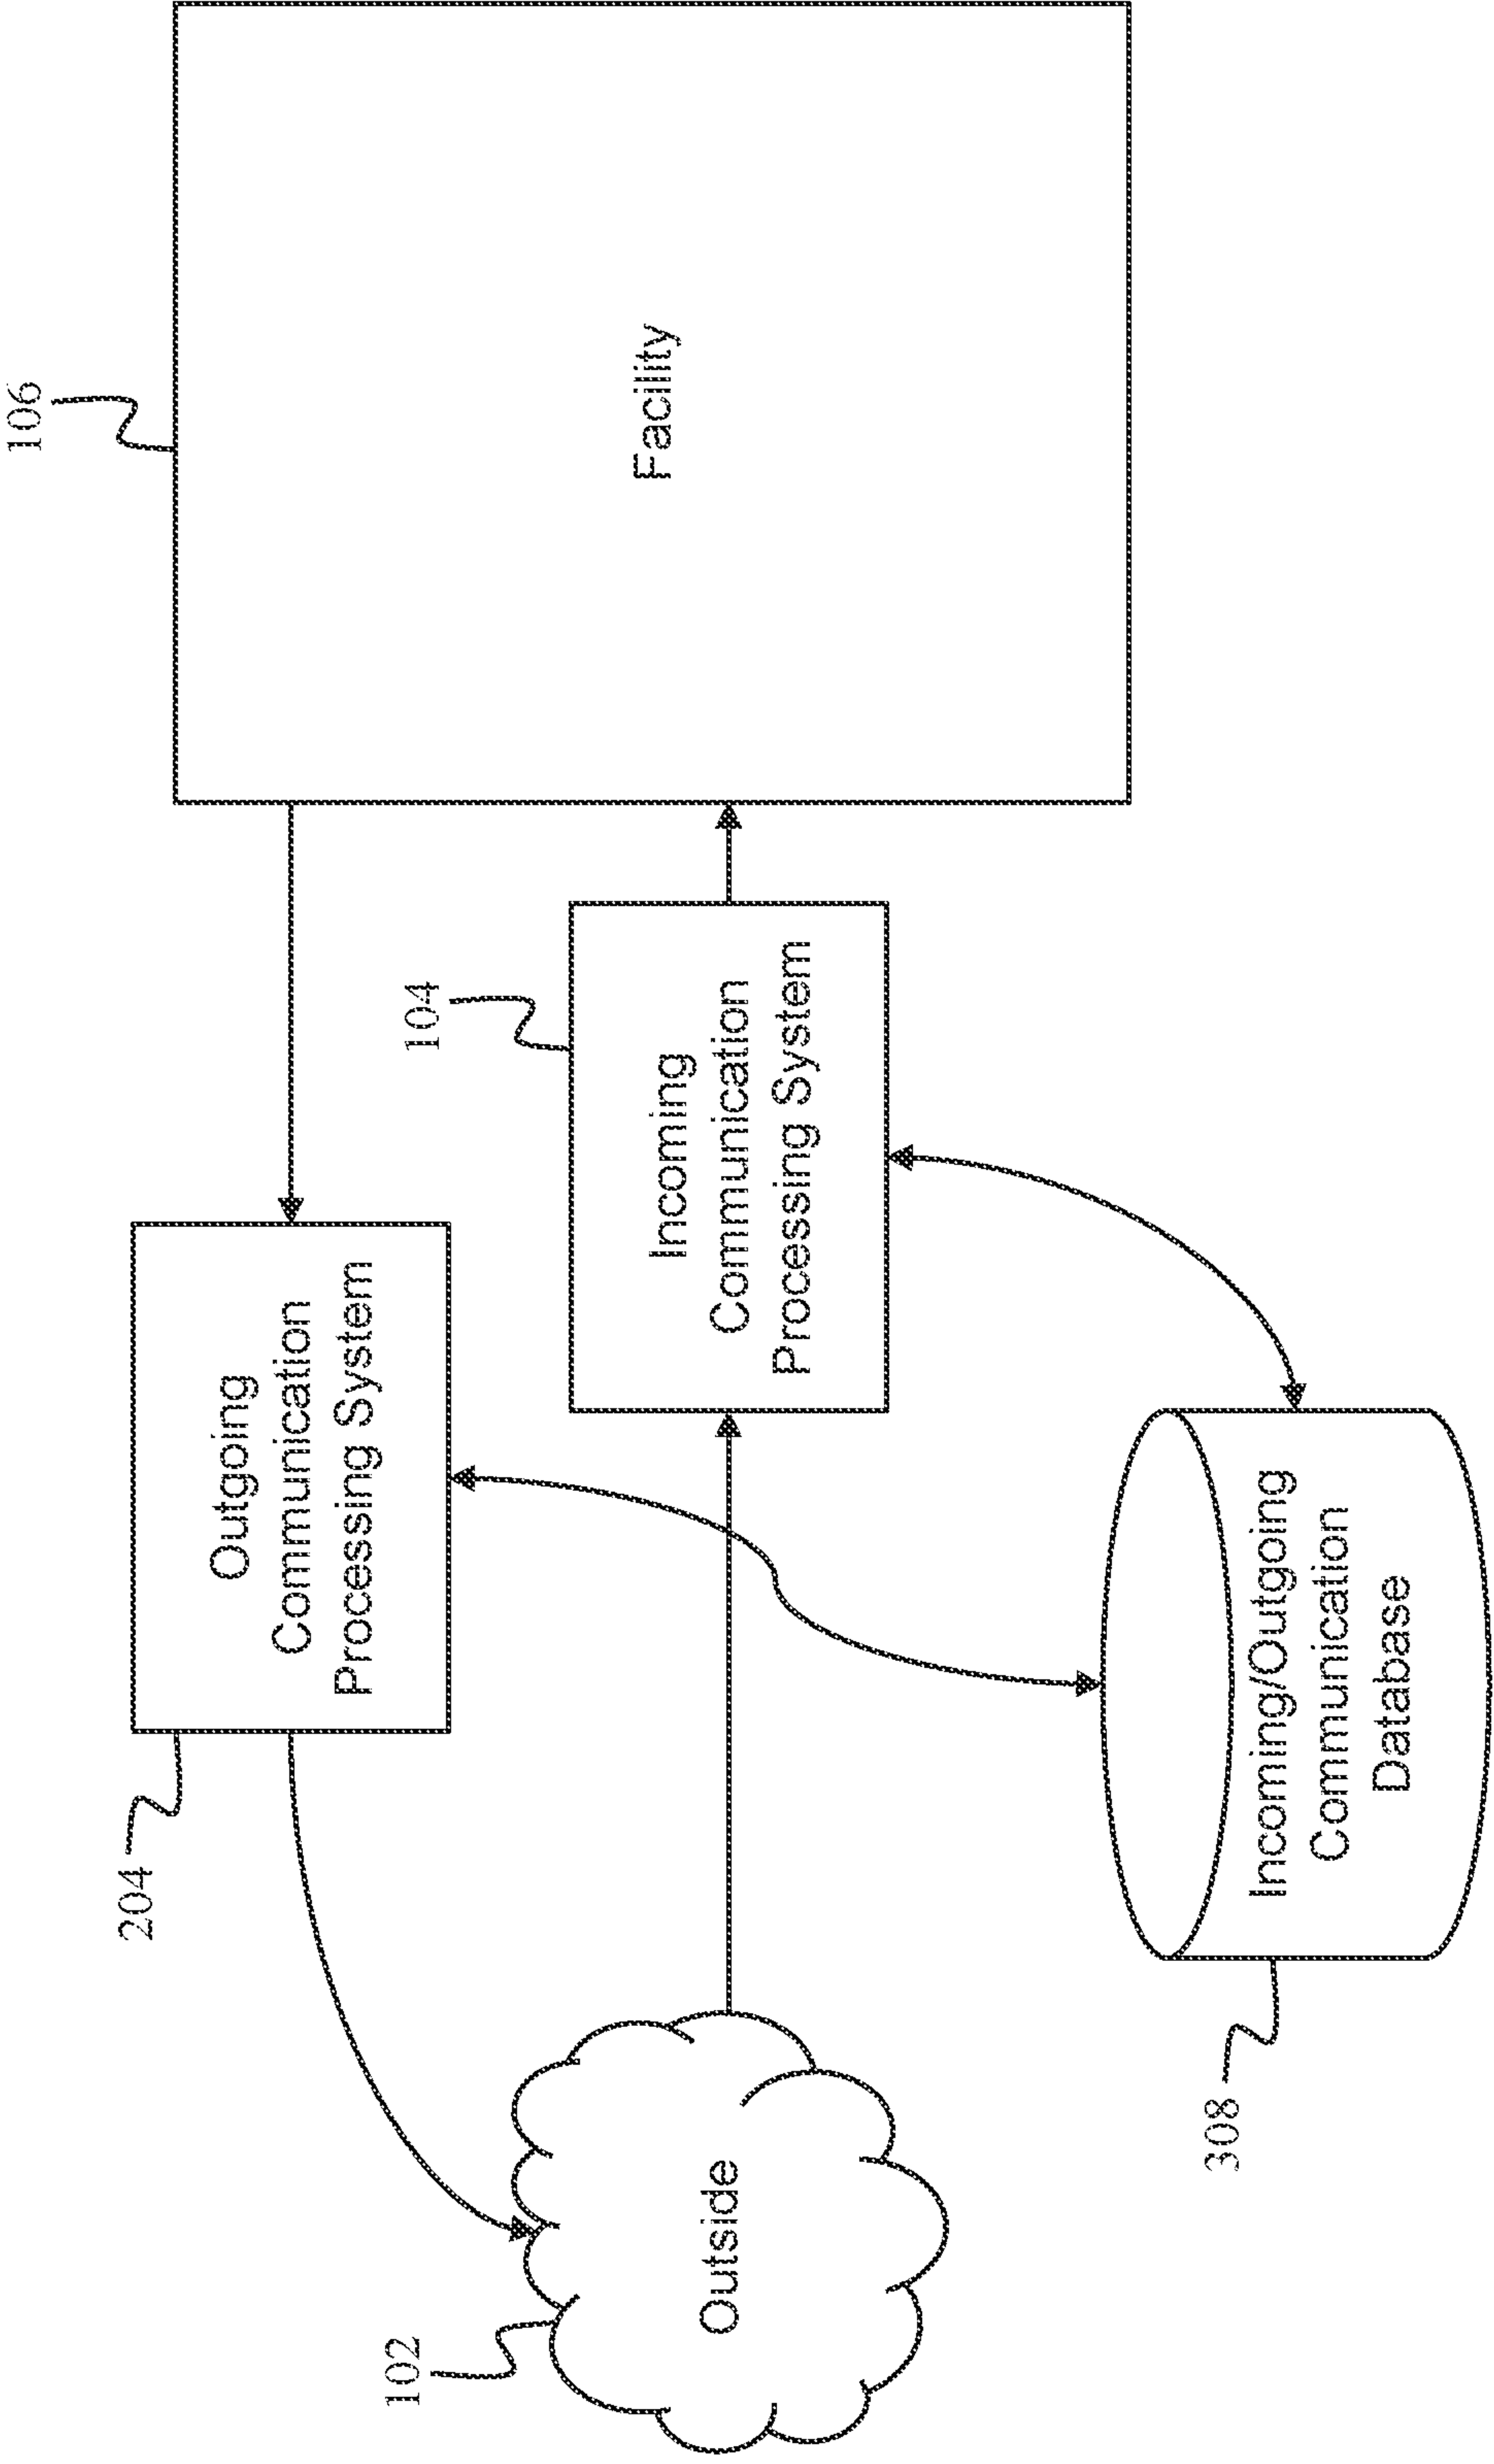 204
Outgoing
Communication
Processing System
106
102
Outside
104
Incoming
Communication
Processing System
Facility
308
Incoming/Outgoing
Communication
Database